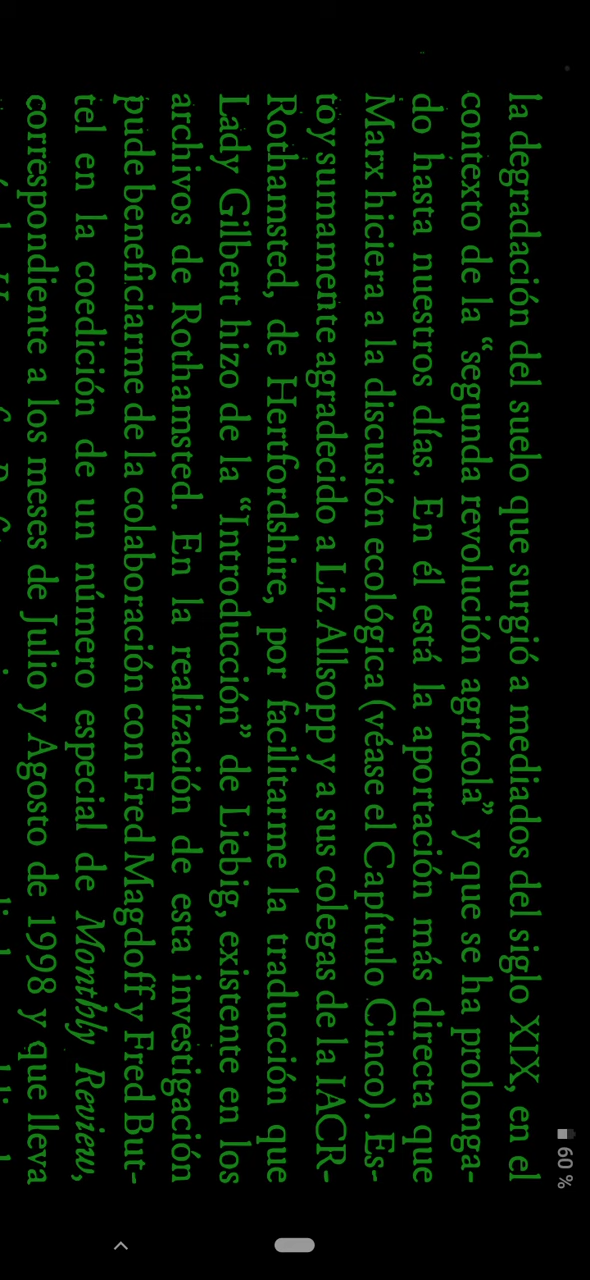 60 %
la degradación del suelo que surgió a mediados del siglo XIX, en el
contexto de la “segunda revolución agrícola” y que se ha prolonga-
do hasta nuestros días. En él está la aportación más directa que
Marx hiciera a la discusión ecológica (véase el Capítulo Cinco). Es-
toy sumamente agradecido a Liz Allsopp y a sus colegas de la IACR-
Rothamsted, de Hertfordshire, por facilitarme la traducción que
Lady Gilbert hizo de la “Introducción” de Liebig, existente en los
archivos de Rothamsted. En la realización de esta investigación
pude beneficiarme de la colaboración con Fred Magdoff y Fred But-
tel en la coedición de un número especial de Monthly Review,
correspondiente a los meses de Julio y Agosto de 1998 y que lleva